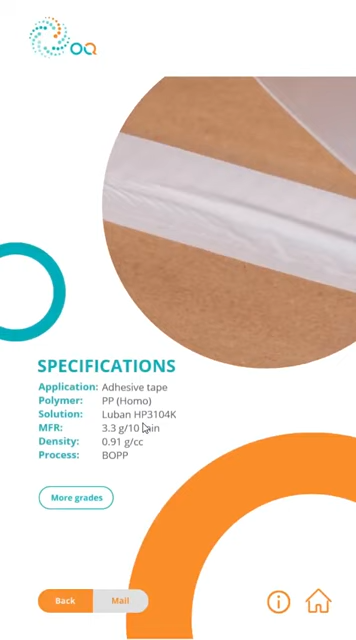 OQ
SPECIFICATIONS
Application: Adhesive tape
Polymer: PP (Homo)
Solution: Luban HP3104K
MFR: 3.3 g/10
Density: 0.91 g/cc
Process: BOPP
More grades
Back Mail